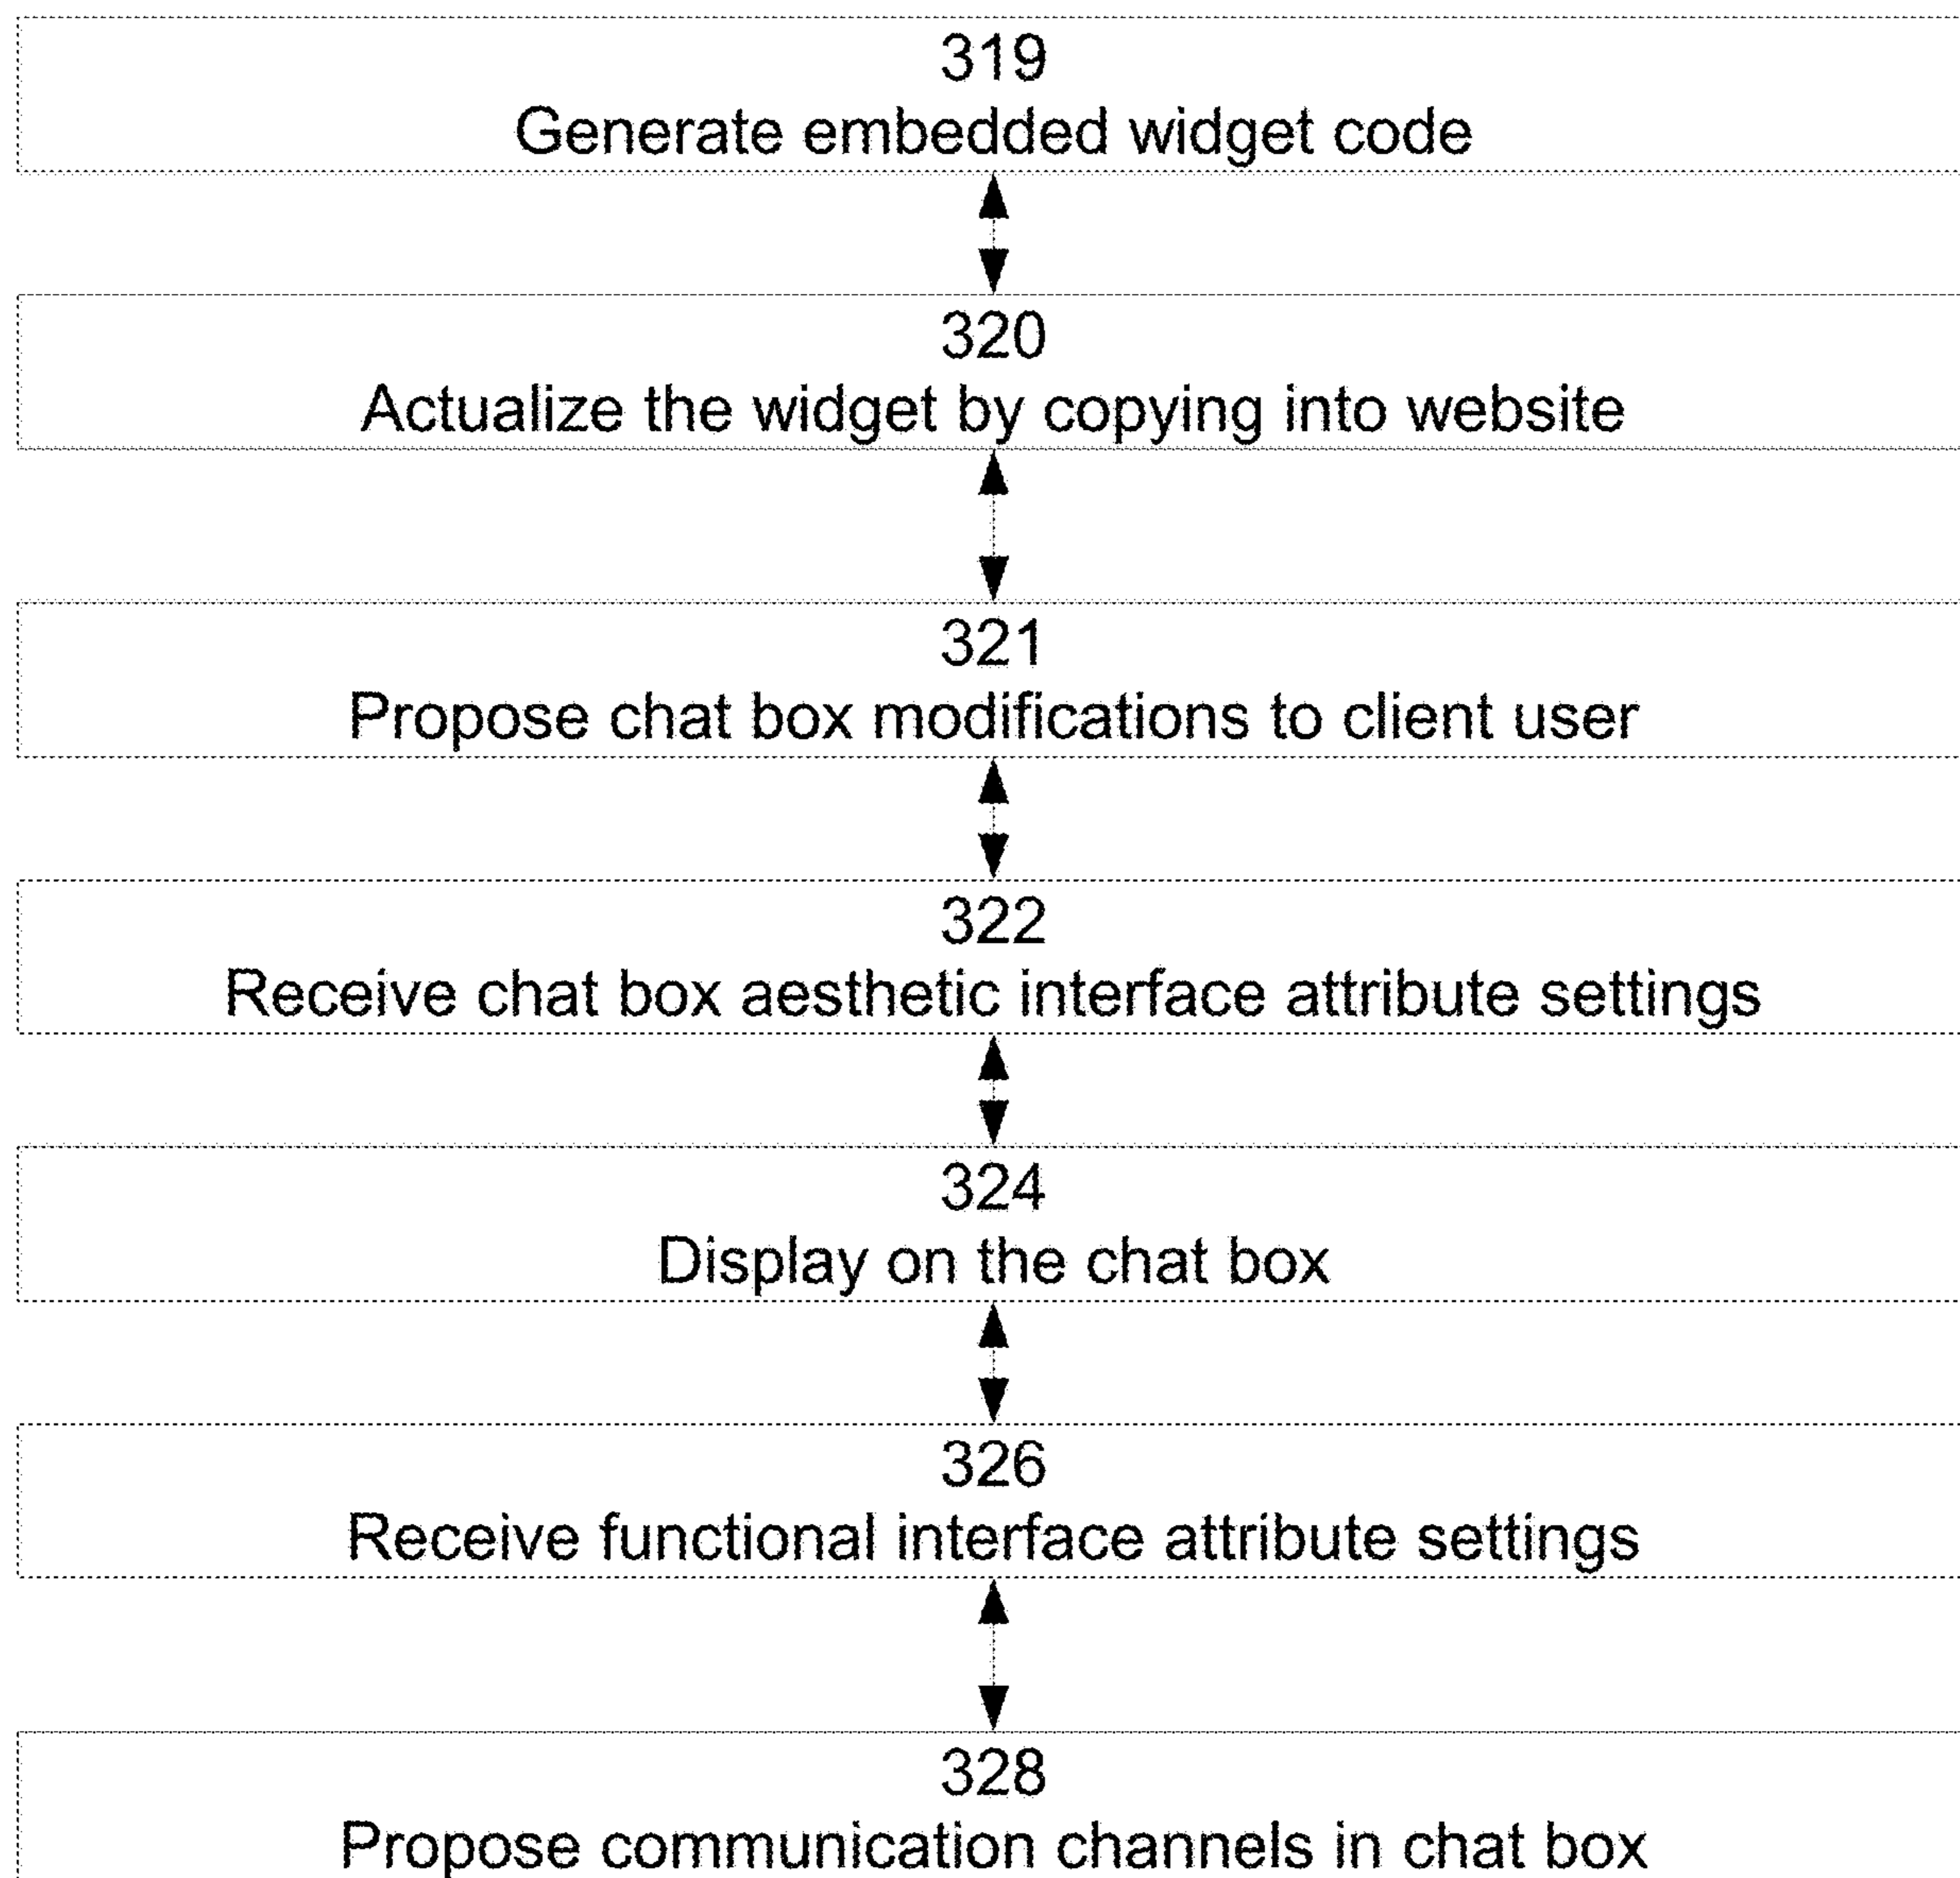 319
Generate embedded widget code
320
Actualize the widget by copying into website
321
Propose chat box modifications to client user
322
Receive chat box aesthetic interface attribute settings
324
Display on the chat box
326
Receive functional interface attribute settings
328
Propose communication channels in chat box